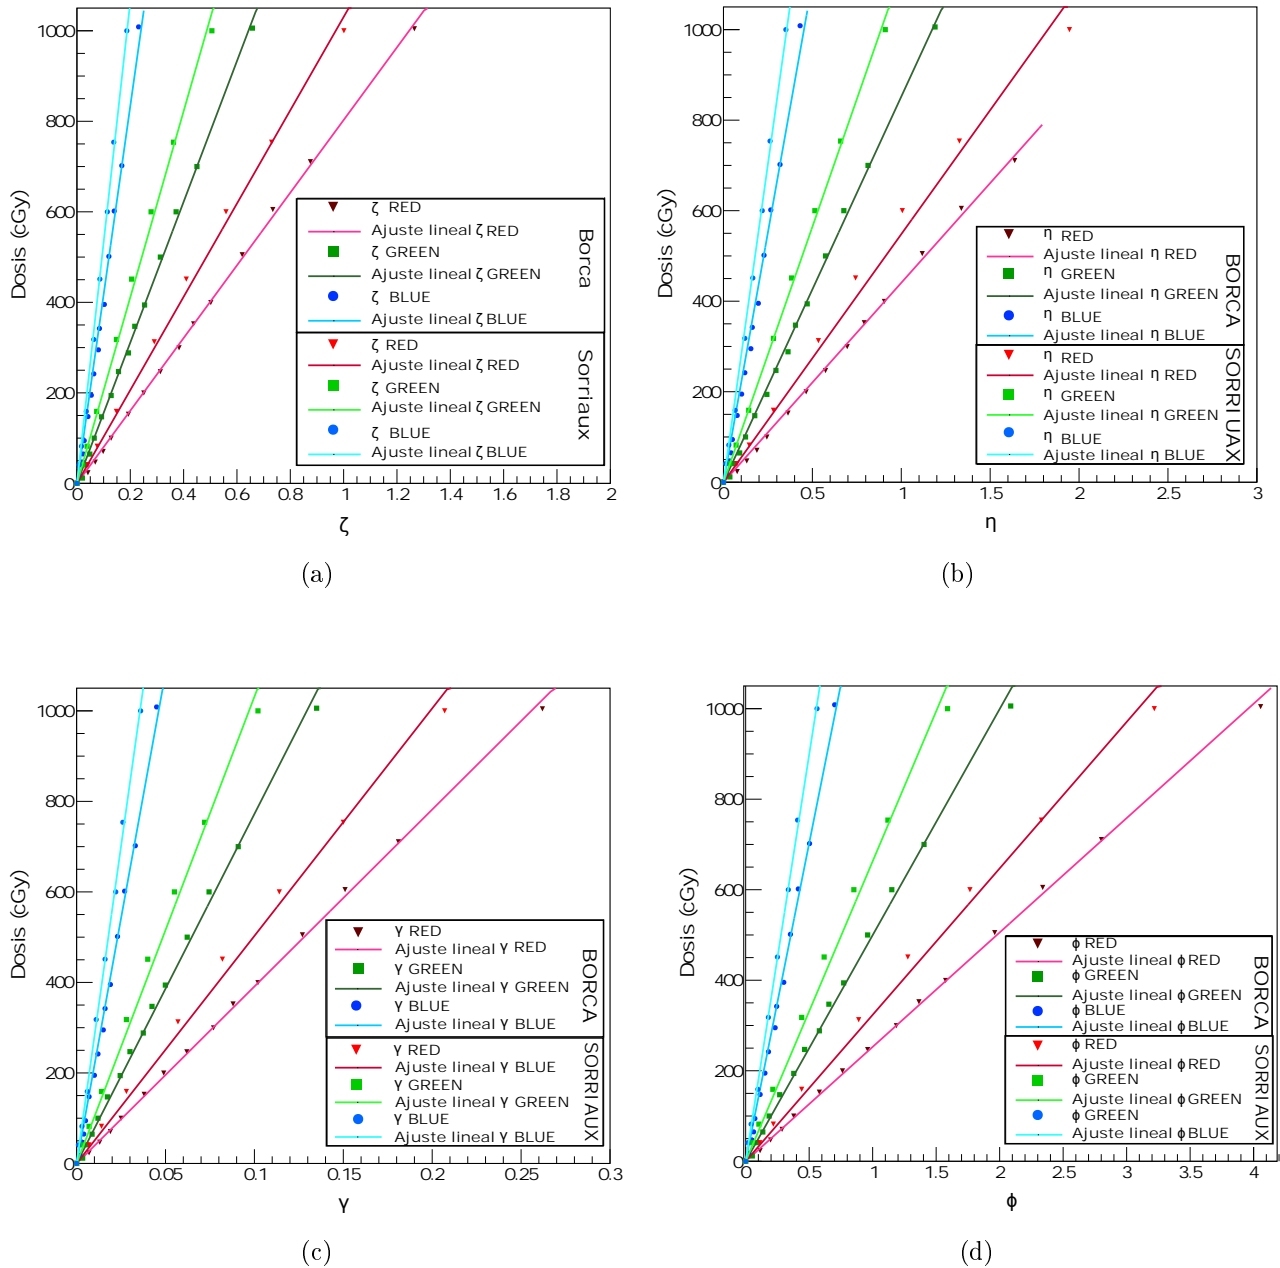 1000
800
600
400
200
0
Dosis (cGy)
0 0.2 0.4 0.6 0.8 1 1.2 1.4 1.6 1.8 2
ζ
ζ RED
Ajuste lineal ζ RED
ζ GREEN
Ajuste lineal ζ GREEN
ζ BLUE
Ajuste lineal ζ BLUE
Borca
ζ RED
Ajuste lineal ζ RED
ζ GREEN
Ajuste lineal ζ GREEN
ζ BLUE
Ajuste lineal ζ BLUE
Sorriaux
(a)
1000
800
600
400
200
0
Dosis (cGy)
0 0.5 1 1.5 2 2.5 3
η
η RED
Ajuste lineal η RED
η GREEN
Ajuste lineal η GREEN
η BLUE
Ajuste lineal η BLUE
BORCA
η RED
Ajuste lineal η RED
η GREEN
Ajuste lineal η GREEN
η BLUE
Ajuste lineal η BLUE
SORRIUAX
(b)
1000
800
600
400
200
0
Dosis (cGy)
0 0.05 0.1 0.15 0.2 0.25 0.3
γ
γ RED
Ajuste lineal γ RED
γ GREEN
Ajuste lineal γ GREEN
γ BLUE
Ajuste lineal γ BLUE
BORCA
γ RED
Ajuste lineal γ BLUE
γ GREEN
Ajuste lineal γ GREEN
γ BLUE
Ajuste lineal γ BLUE
SORRIAUX
(c)
1000
800
600
400
200
0
Dosis (cGy)
0 0.5 1 1.5 2 2.5 3 3.5 4
ϕ
ϕ RED
Ajuste lineal ϕ RED
ϕ GREEN
Ajuste lineal ϕ GREEN
ϕ BLUE
Ajuste lineal ϕ BLUE
BORCA
ϕ RED
Ajuste lineal ϕ RED
ϕ GREEN
Ajuste lineal ϕ GREEN
ϕ GREEN
Ajuste lineal ϕ BLUE
SORRIAUX
(d)